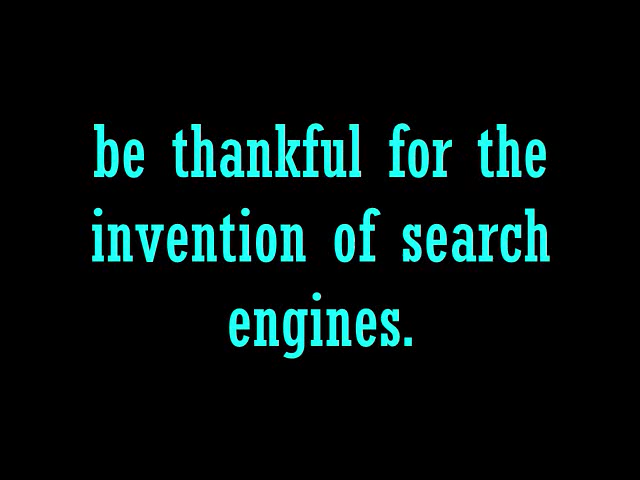 be thankful for the
invention of search
engines.